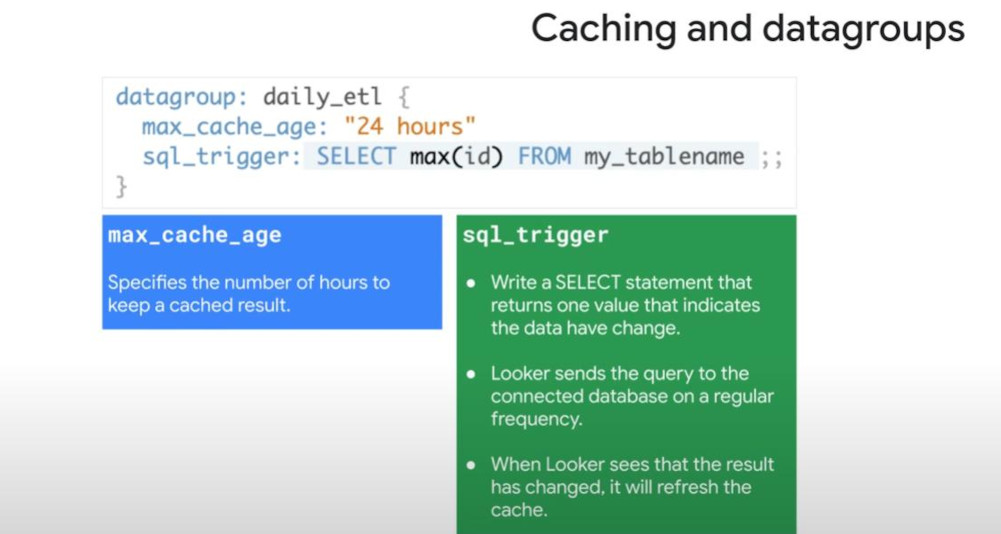 Caching and datagroups
datagroup: daily_etl {
max_cache_age: "24 hours"
sql_trigger: SELECT max(id) FROM my_tablename ;;
}
max_cache_age
Specifies the number of hours to
keep a cached result.
sql_trigger
• Write a SELECT statement that
returns one value that indicates
the data have change.
• Looker sends the query to the
connected database on a regular
frequency.
• When Looker sees that the result
has changed, it will refresh the
cache.